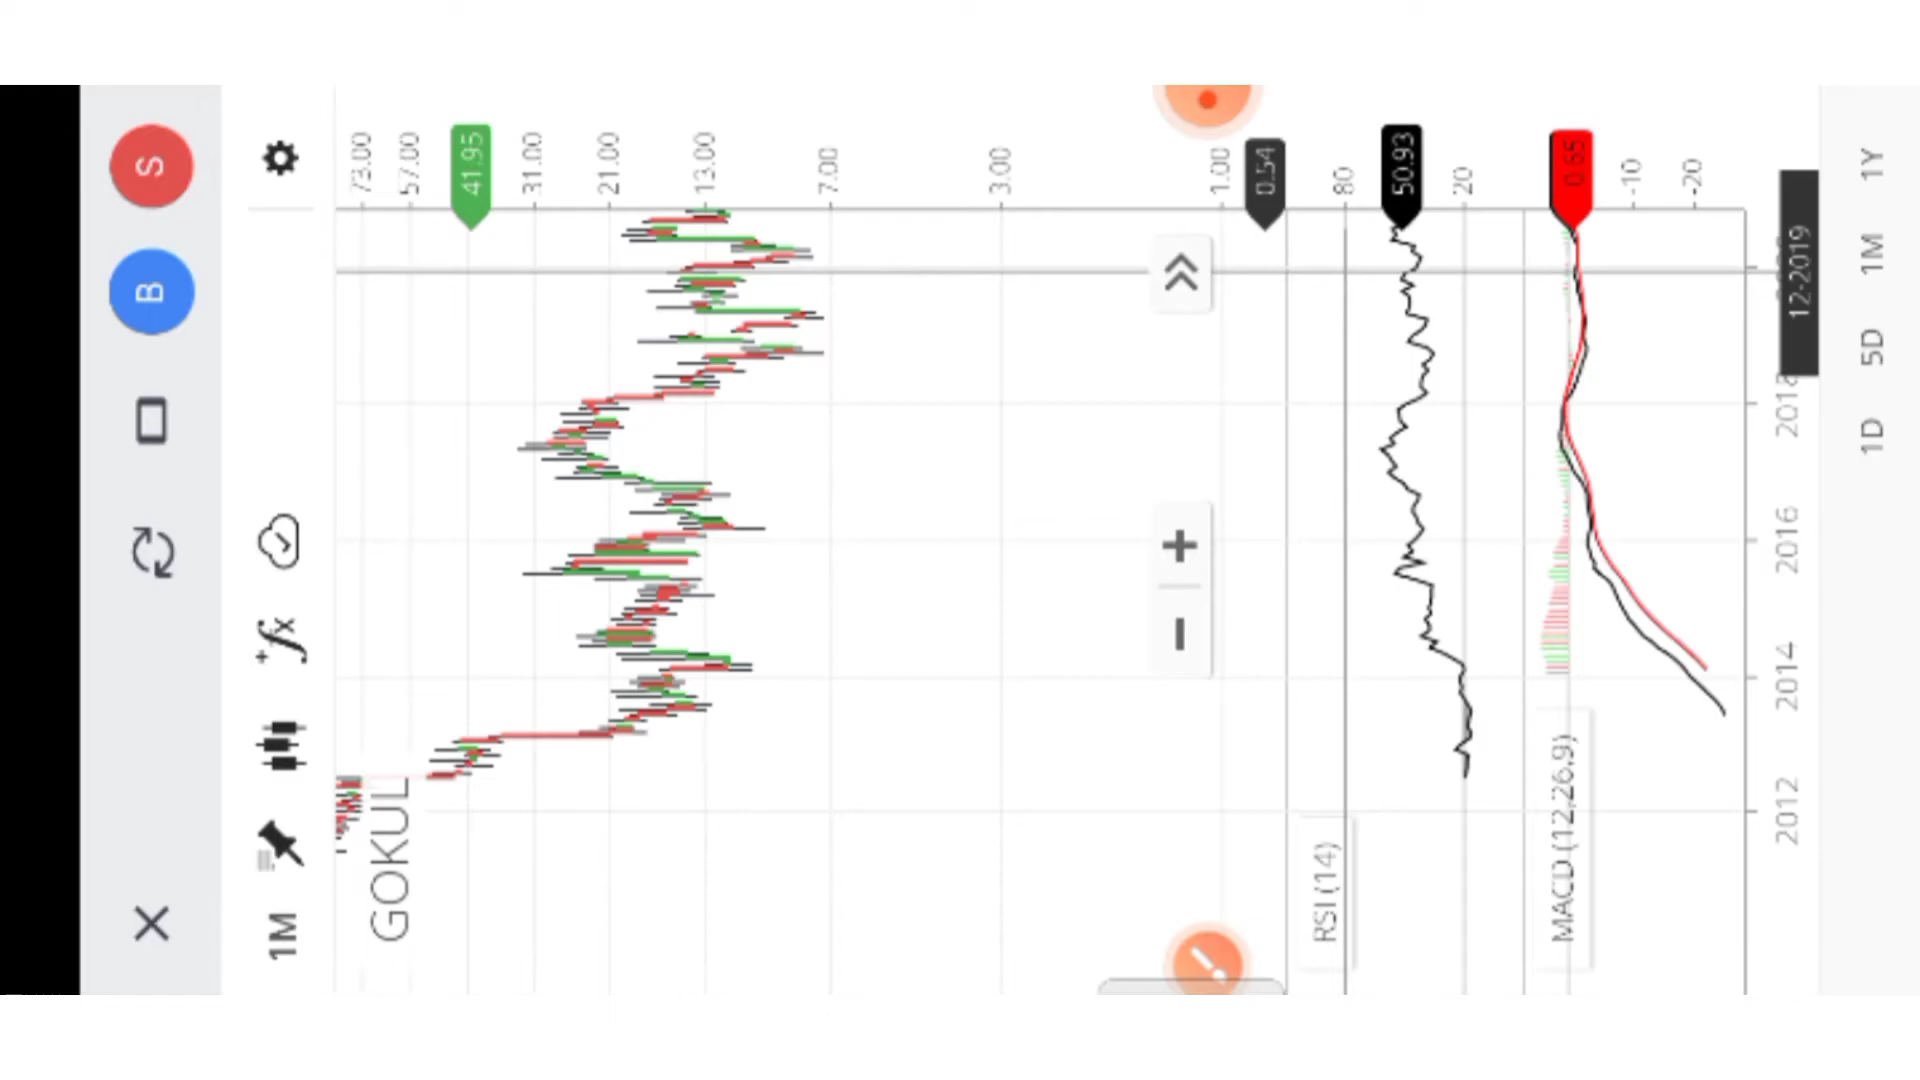 S
B
1M
fx
GOKUL
73.00
57.00
41.95
31.00
21.00
13.00
7.00
3.00
1.00
0.54
RSI (14)
80
50.93
20
MACD (12,26,9)
0.65
-10
-20
2012
2014
2016
12-2019
1D
5D
1M
1Y